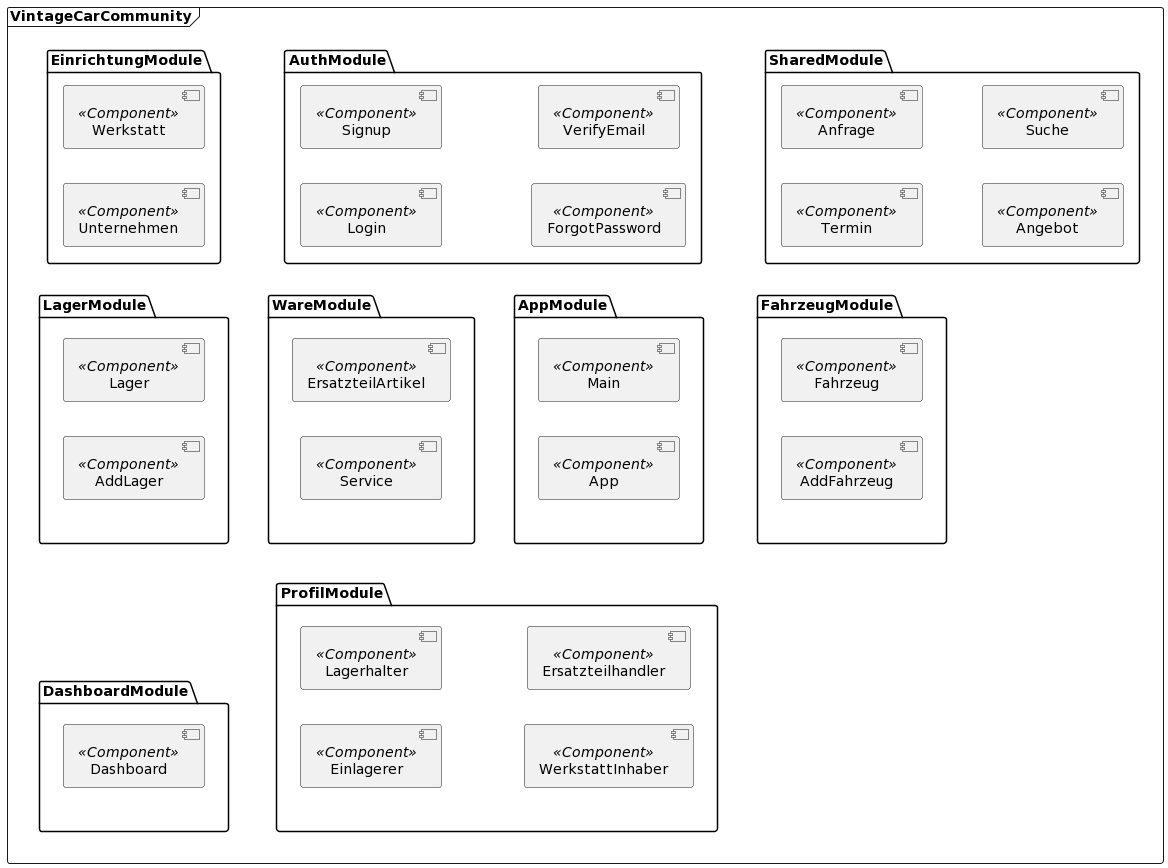 VintageCarCommunity
EinrichtungModule
«Component»
Werkstatt
«Component»
Unternehmen
AuthModule
«Component»
Signup
«Component»
VerifyEmail
«Component»
Login
«Component»
ForgotPassword
SharedModule
«Component»
Anfrage
«Component»
Suche
«Component»
Termin
«Component»
Angebot
LagerModule
«Component»
Lager
«Component»
AddLager
WareModule
«Component»
ErsatzteilArtikel
«Component»
Service
AppModule
«Component»
Main
«Component»
App
FahrzeugModule
«Component»
Fahrzeug
«Component»
AddFahrzeug
DashboardModule
«Component»
Dashboard
ProfilModule
«Component»
Lagerhalter
«Component»
Ersatzteilhandler
«Component»
Einlagerer
«Component»
WerkstattInhaber